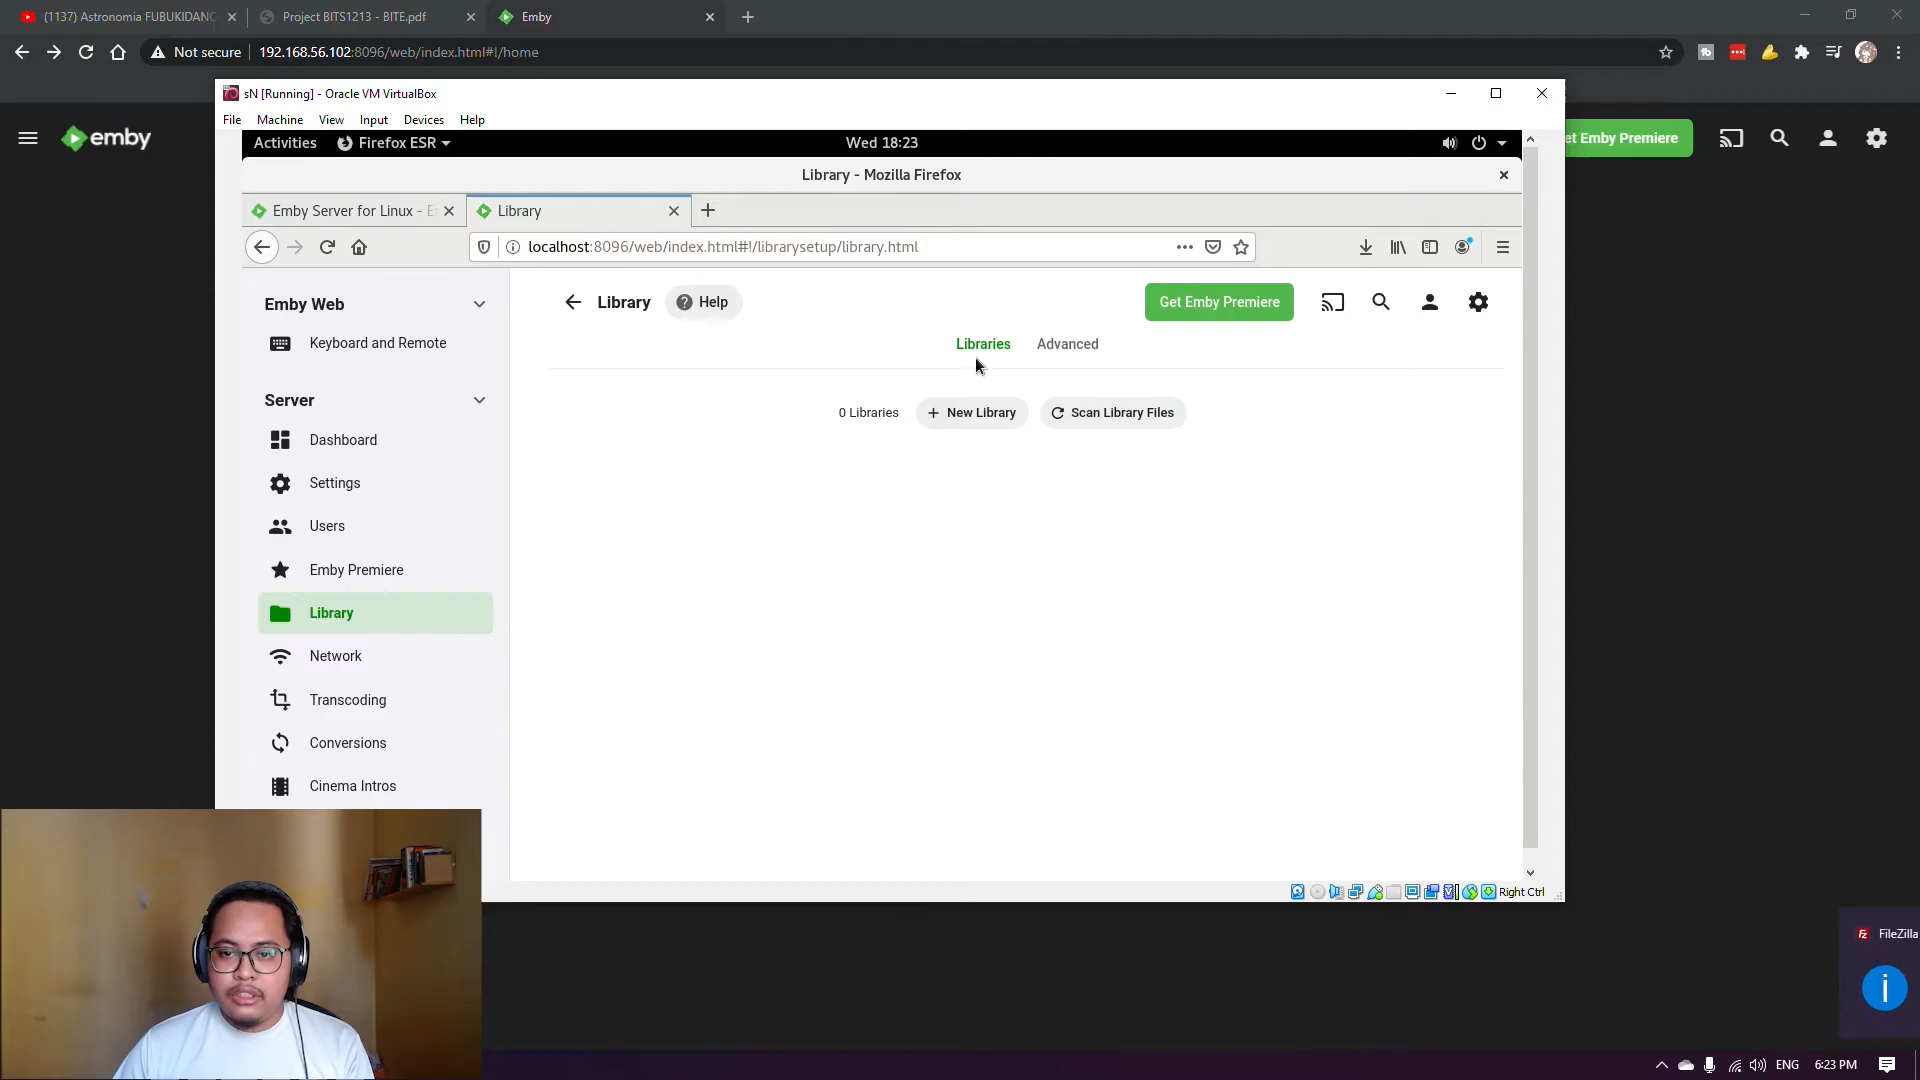 (1137) Astronomia FUBUKIDANC
Project BITS1213 - BITE.pdf
Emby
Not secure
192.168.56.102:8096/web/index.html#!/home
emby
et Emby Premiere
sN [Running] - Oracle VM VirtualBox
File Machine View Input Devices Help
Activities Firefox ESR Wed 18:23
Library - Mozilla Firefox
Emby Server for Linux - E
Library
localhost:8096/web/index.html#!/librarysetup/library.html
Emby Web
Keyboard and Remote
Server
Dashboard
Settings
Users
Emby Premiere
Library
Network
Transcoding
Conversions
Cinema Intros
Library Help
Get Emby Premiere
Libraries Advanced
0 Libraries + New Library Scan Library Files
Right Ctrl
FileZilla
ENG 6:23 PM